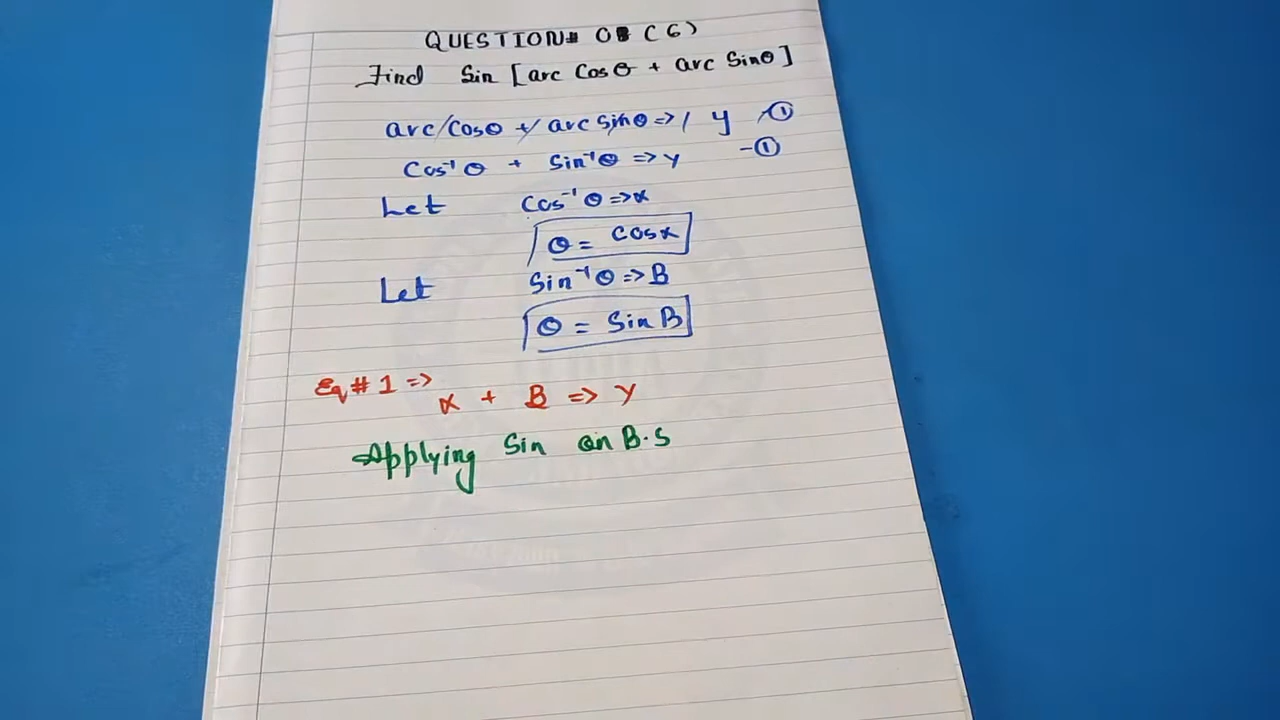 QUESTION# 0 (6)
Find Sin [arc Cosθ + arc Sinθ]
arc/Cosθ +/ arc Sinθ => / y ①
Cos⁻¹θ + Sin⁻¹θ => y -①
Let Cos⁻¹θ => α
θ = Cosα
Let Sin⁻¹θ => B
θ = Sin B
Eq # 1 =>
α + B => y
Applying Sin on B.S